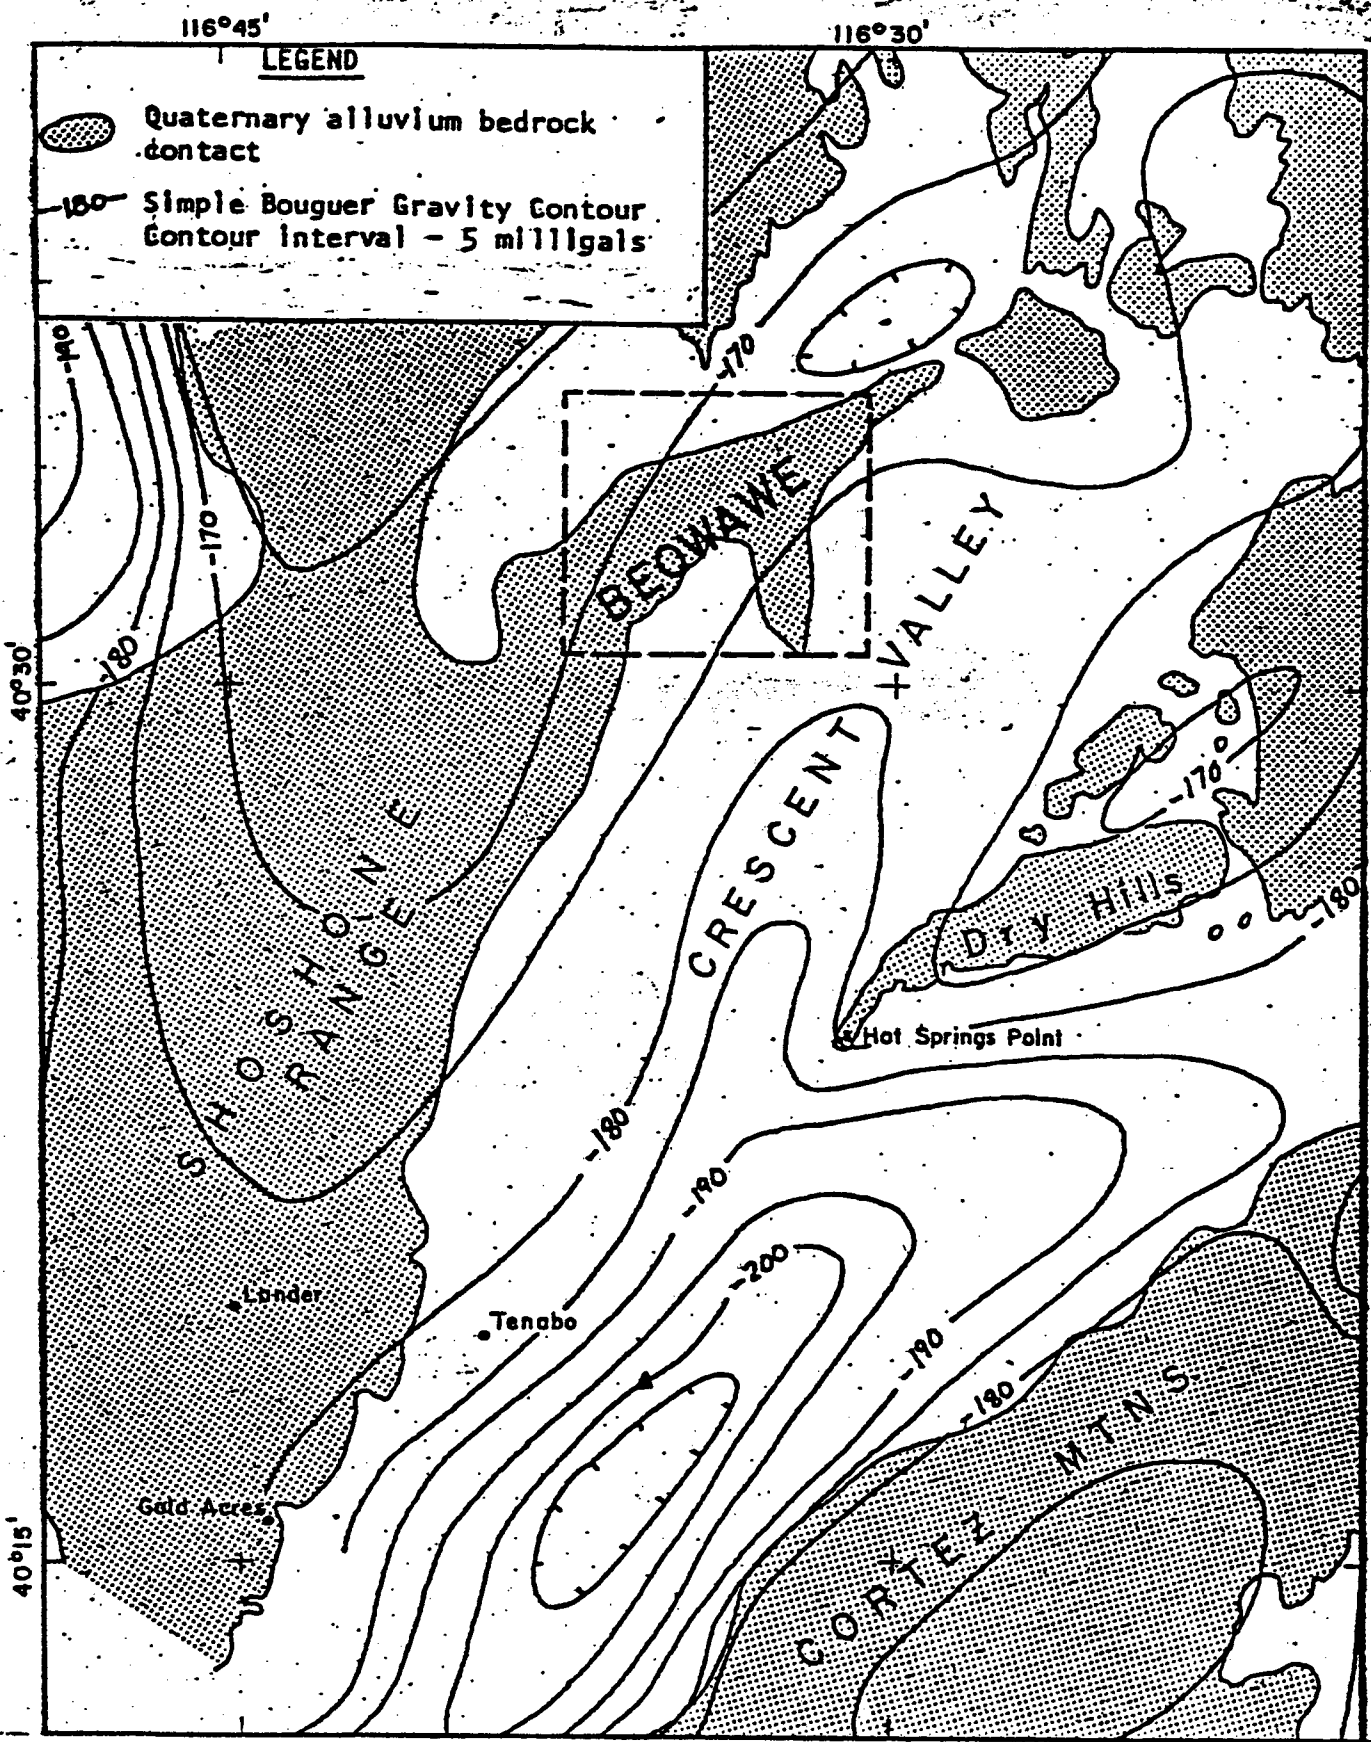 116°45' 116°30'
LEGEND
Quaternary alluvium bedrock
contact
-180 Simple Bouguer Gravity Contour
Contour interval - 5 milligals
-190
-170
-170
BEOWAWE
-180
40°30'
CRESCENT VALLEY
-170
SHOSHONE
RANGE
Dry Hills
-180
Hot Springs Point
-180
-190
-200
Lander
Tenabo
-190
-180
Gold Acres
40°15'
CORTEZ MTNS.